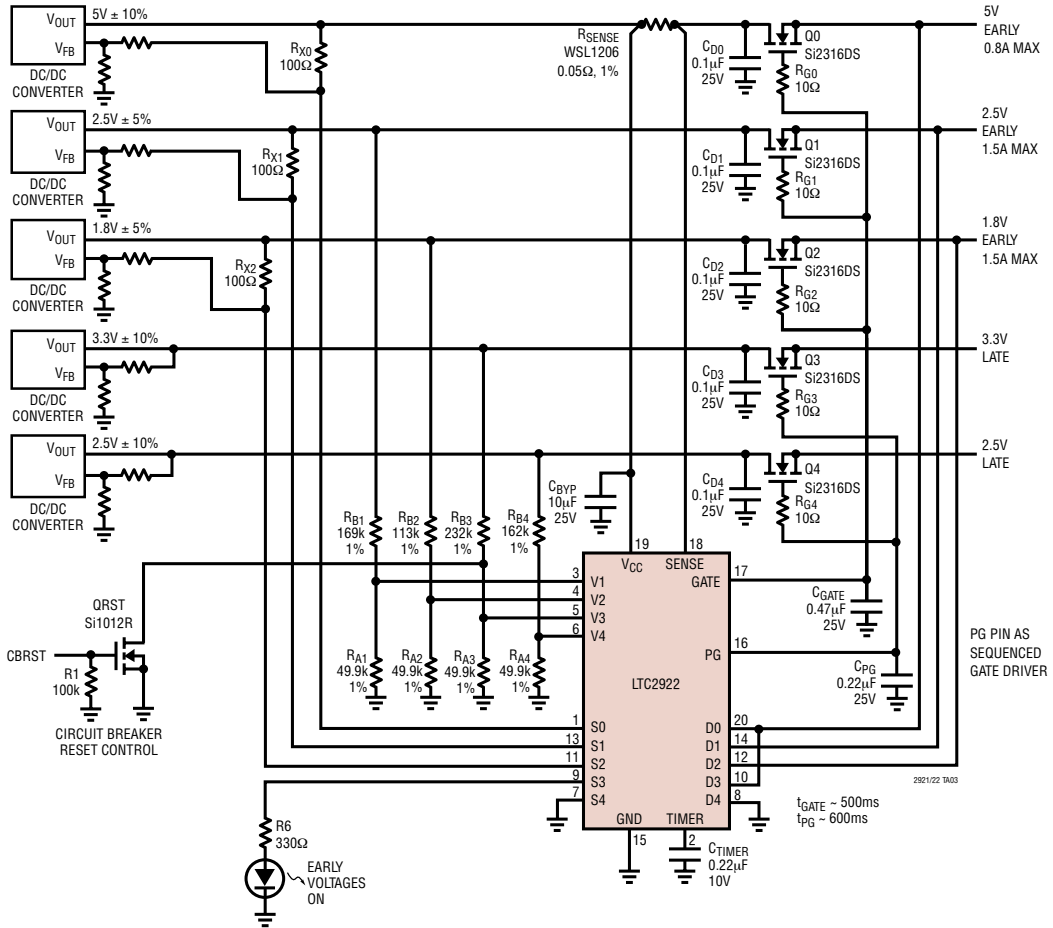 VOUT
VFB
DC/DC
CONVERTER
5V ± 10%
RX0
100Ω
RSENSE
WSL1206
0.05Ω, 1%
CD0
0.1µF
25V
Q0
Si2316DS
RG0
10Ω
5V
EARLY
0.8A MAX
VOUT
VFB
DC/DC
CONVERTER
2.5V ± 5%
RX1
100Ω
CD1
0.1µF
25V
Q1
Si2316DS
RG1
10Ω
2.5V
EARLY
1.5A MAX
VOUT
VFB
DC/DC
CONVERTER
1.8V ± 5%
RX2
100Ω
CD2
0.1µF
25V
Q2
Si2316DS
RG2
10Ω
1.8V
EARLY
1.5A MAX
VOUT
VFB
DC/DC
CONVERTER
3.3V ± 10%
CD3
0.1µF
25V
Q3
Si2316DS
RG3
10Ω
3.3V
LATE
VOUT
VFB
DC/DC
CONVERTER
2.5V ± 10%
CD4
0.1µF
25V
Q4
Si2316DS
RG4
10Ω
2.5V
LATE
CBYP
10µF
25V
RB1
169k
1%
RB2
113k
1%
RB3
232k
1%
RB4
162k
1%
19
18
VCC
SENSE
3
V1
4
V2
5
V3
6
V4
GATE
17
CGATE
0.47µF
25V
QRST
Si1012R
CBRST
R1
100k
CIRCUIT BREAKER
RESET CONTROL
RA1
49.9k
1%
RA2
49.9k
1%
RA3
49.9k
1%
RA4
49.9k
1%
PG
16
LTC2922
CPG
0.22µF
25V
PG PIN AS
SEQUENCED
GATE DRIVER
1
S0
13
S1
11
S2
9
S3
7
S4
D0
20
D1
14
D2
12
D3
10
D4
8
2921/22 TA03
tGATE ~ 500ms
tPG ~ 600ms
GND
TIMER
15
2
CTIMER
0.22µF
10V
R6
330Ω
EARLY
VOLTAGES
ON